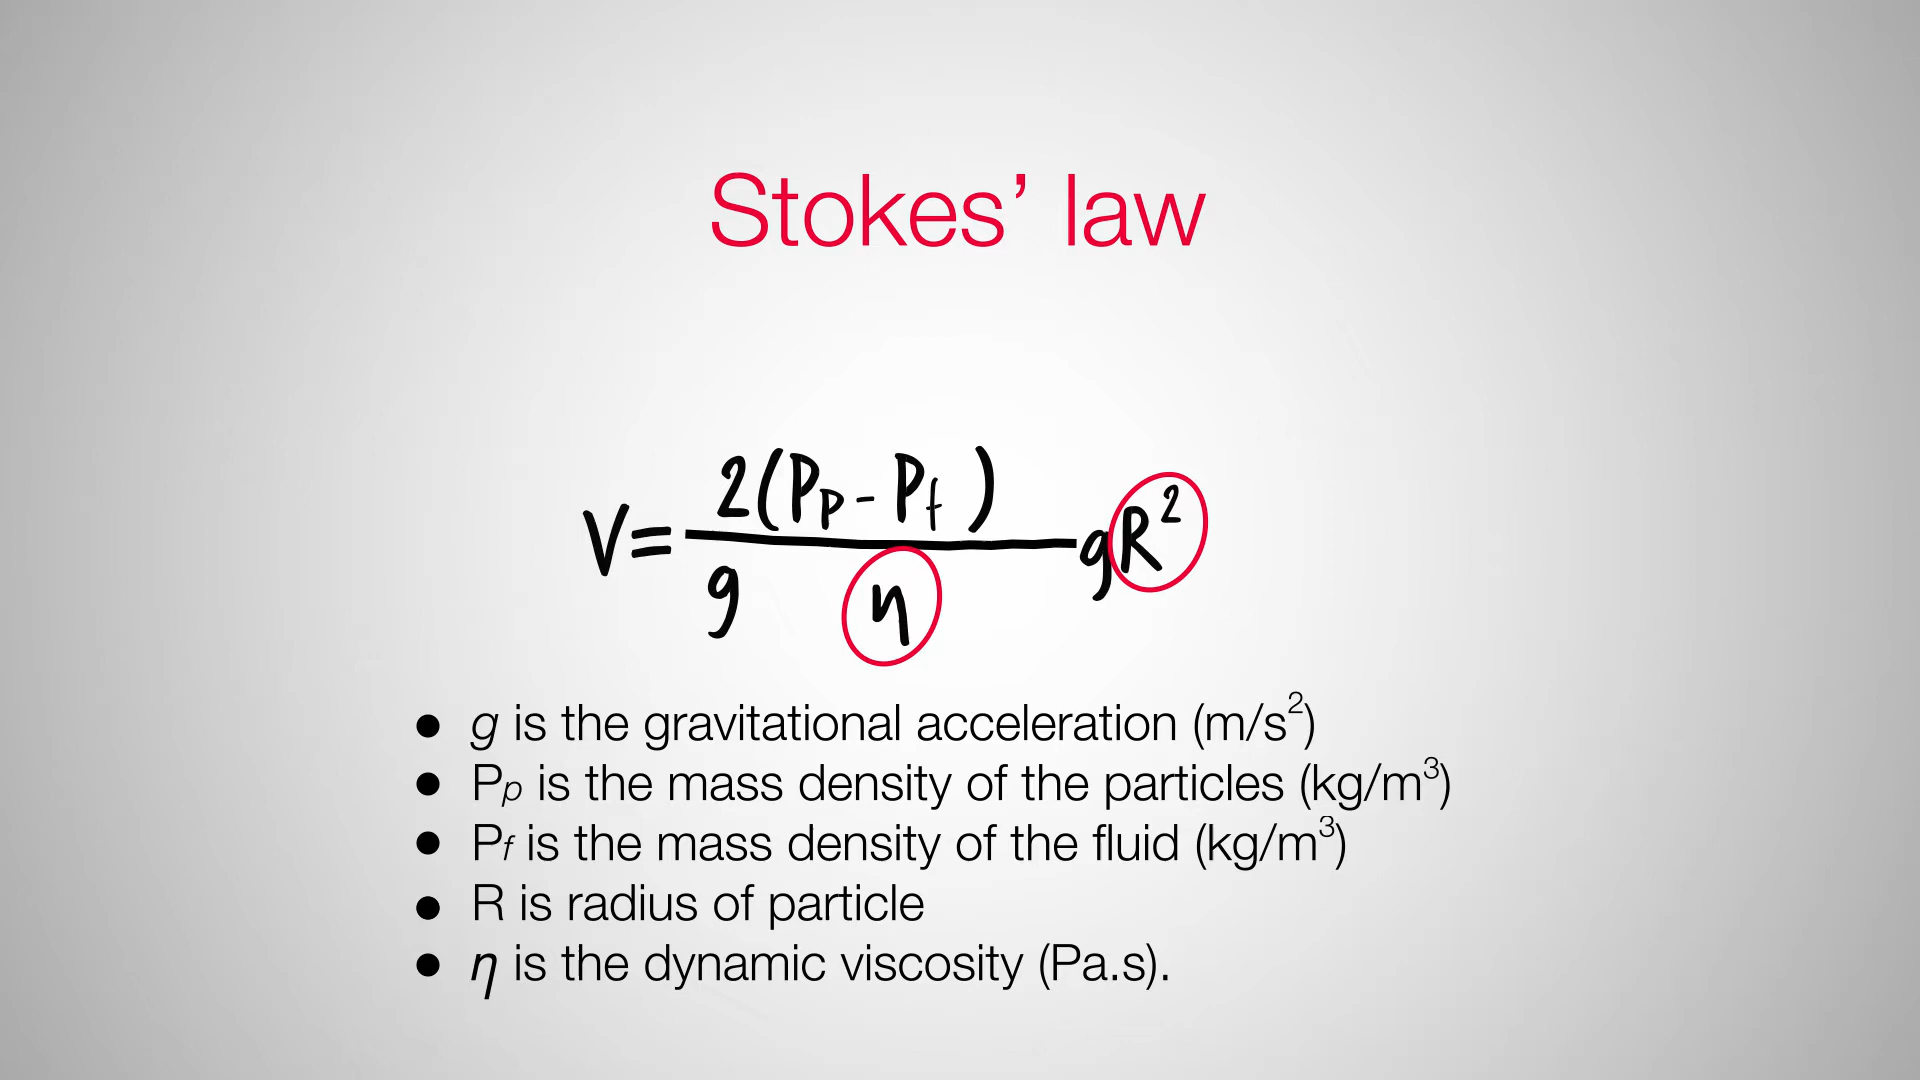 Stokes’ law
V= 2(Pp - Pf ) / g η gR²
● g is the gravitational acceleration (m/s²)
● Pp is the mass density of the particles (kg/m³)
● Pf is the mass density of the fluid (kg/m³)
● R is radius of particle
● η is the dynamic viscosity (Pa.s).